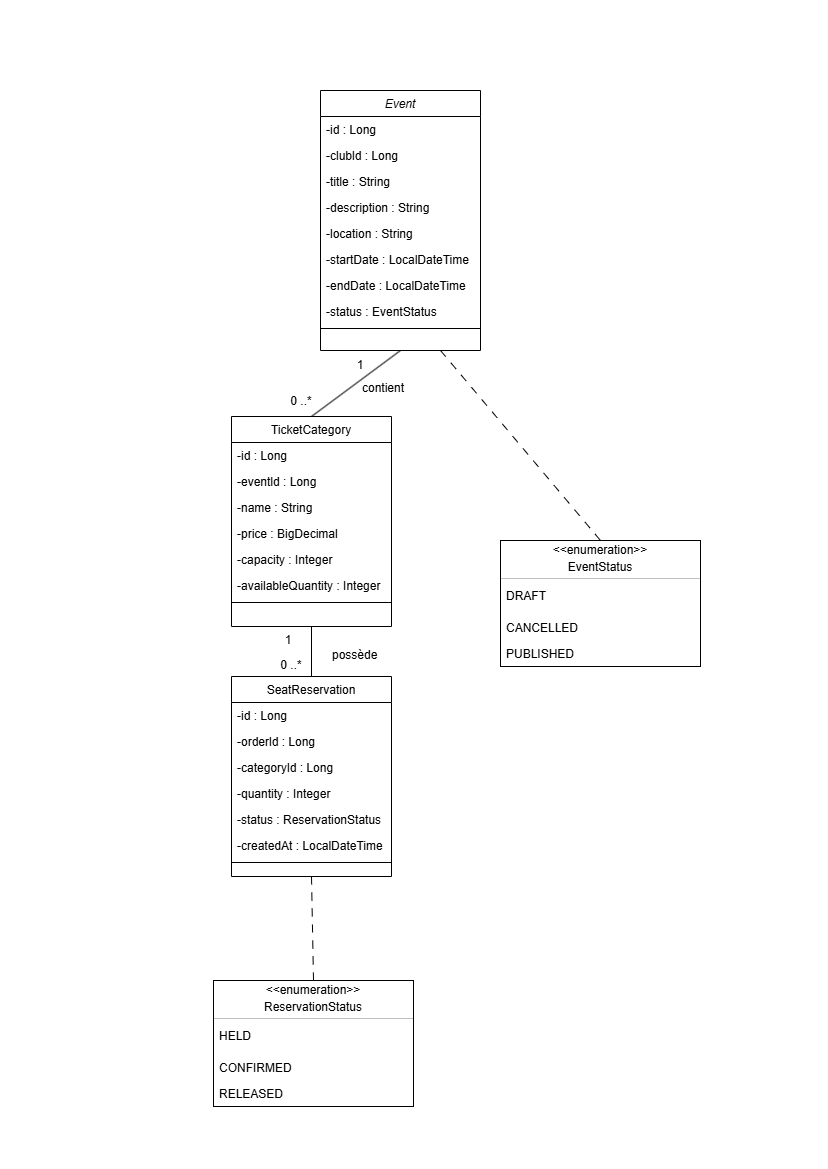 Event
-id : Long
-clubId : Long
-title : String
-description : String
-location : String
-startDate : LocalDateTime
-endDate : LocalDateTime
-status : EventStatus
1
contient
0 ..*
TicketCategory
-id : Long
-eventId : Long
-name : String
-price : BigDecimal
-capacity : Integer
-availableQuantity : Integer
<<enumeration>>
EventStatus
DRAFT
CANCELLED
PUBLISHED
1
possède
0 ..*
SeatReservation
-id : Long
-orderId : Long
-categoryId : Long
-quantity : Integer
-status : ReservationStatus
-createdAt : LocalDateTime
<<enumeration>>
ReservationStatus
HELD
CONFIRMED
RELEASED